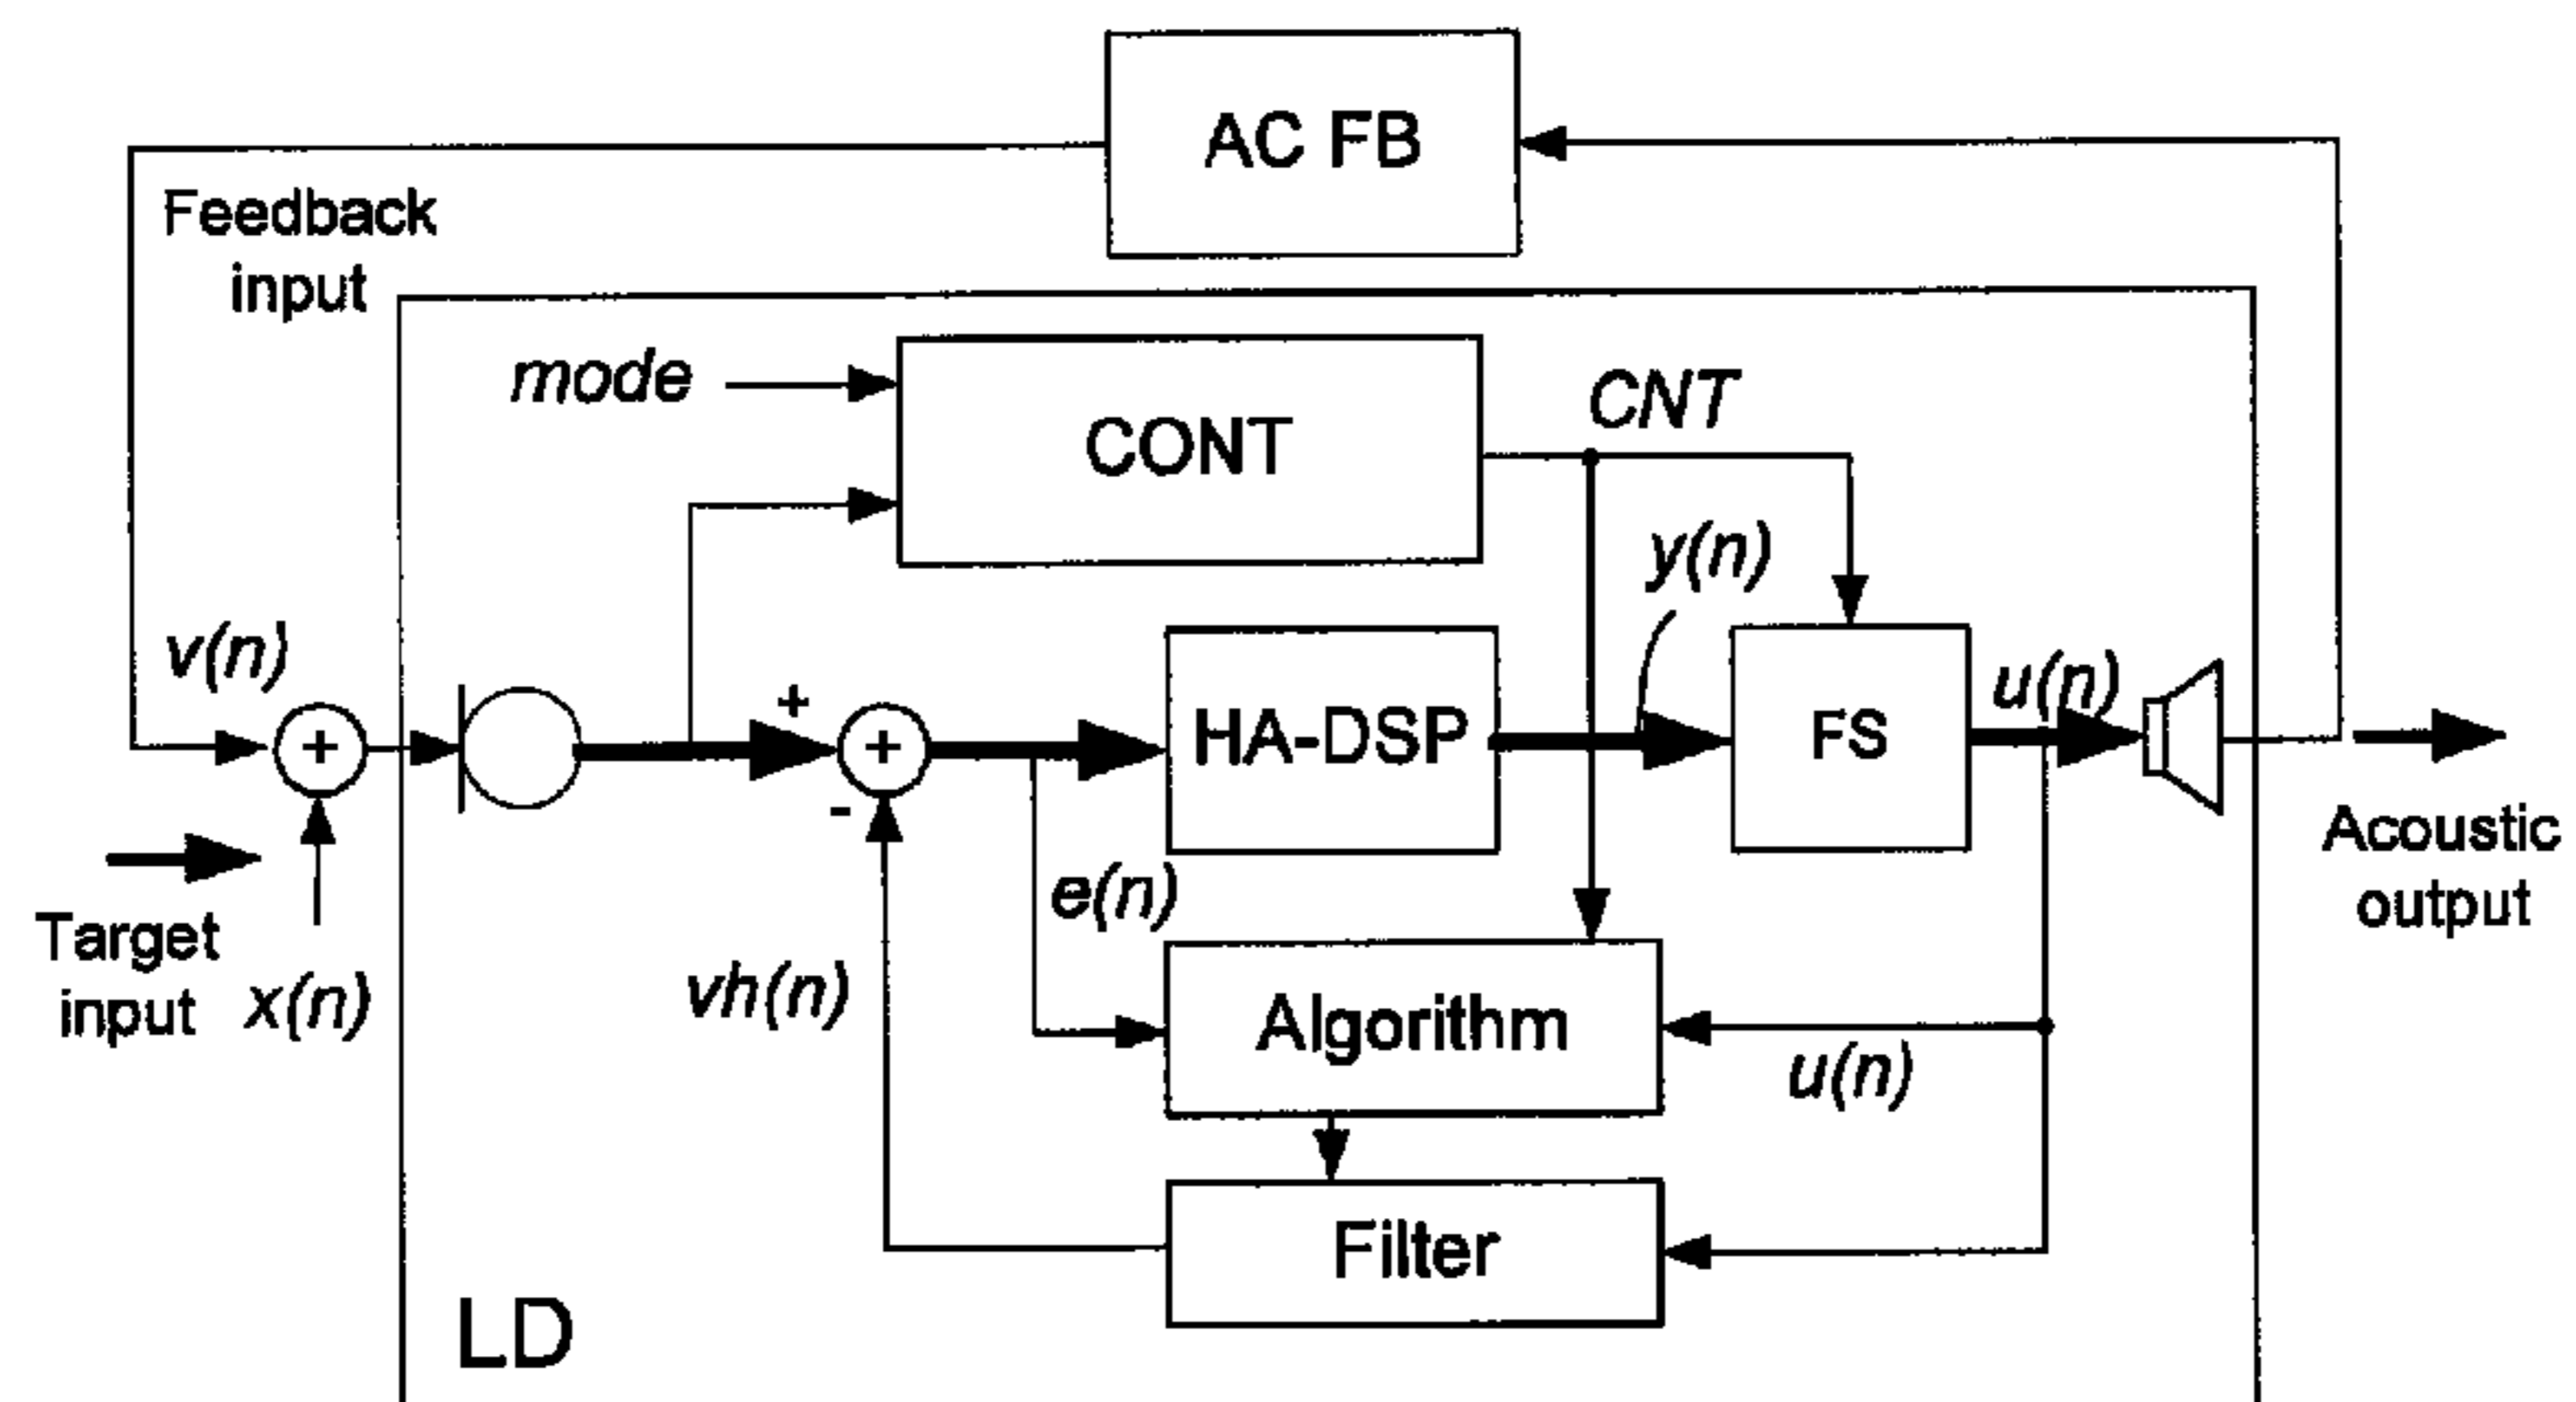 AC FB
Feedback
input
mode
CONT
CNT
y(n)
v(n)
+
+
-
+
HA-DSP
FS
u(n)
Target
input
x(n)
e(n)
vh(n)
Algorithm
u(n)
Acoustic
output
Filter
LD